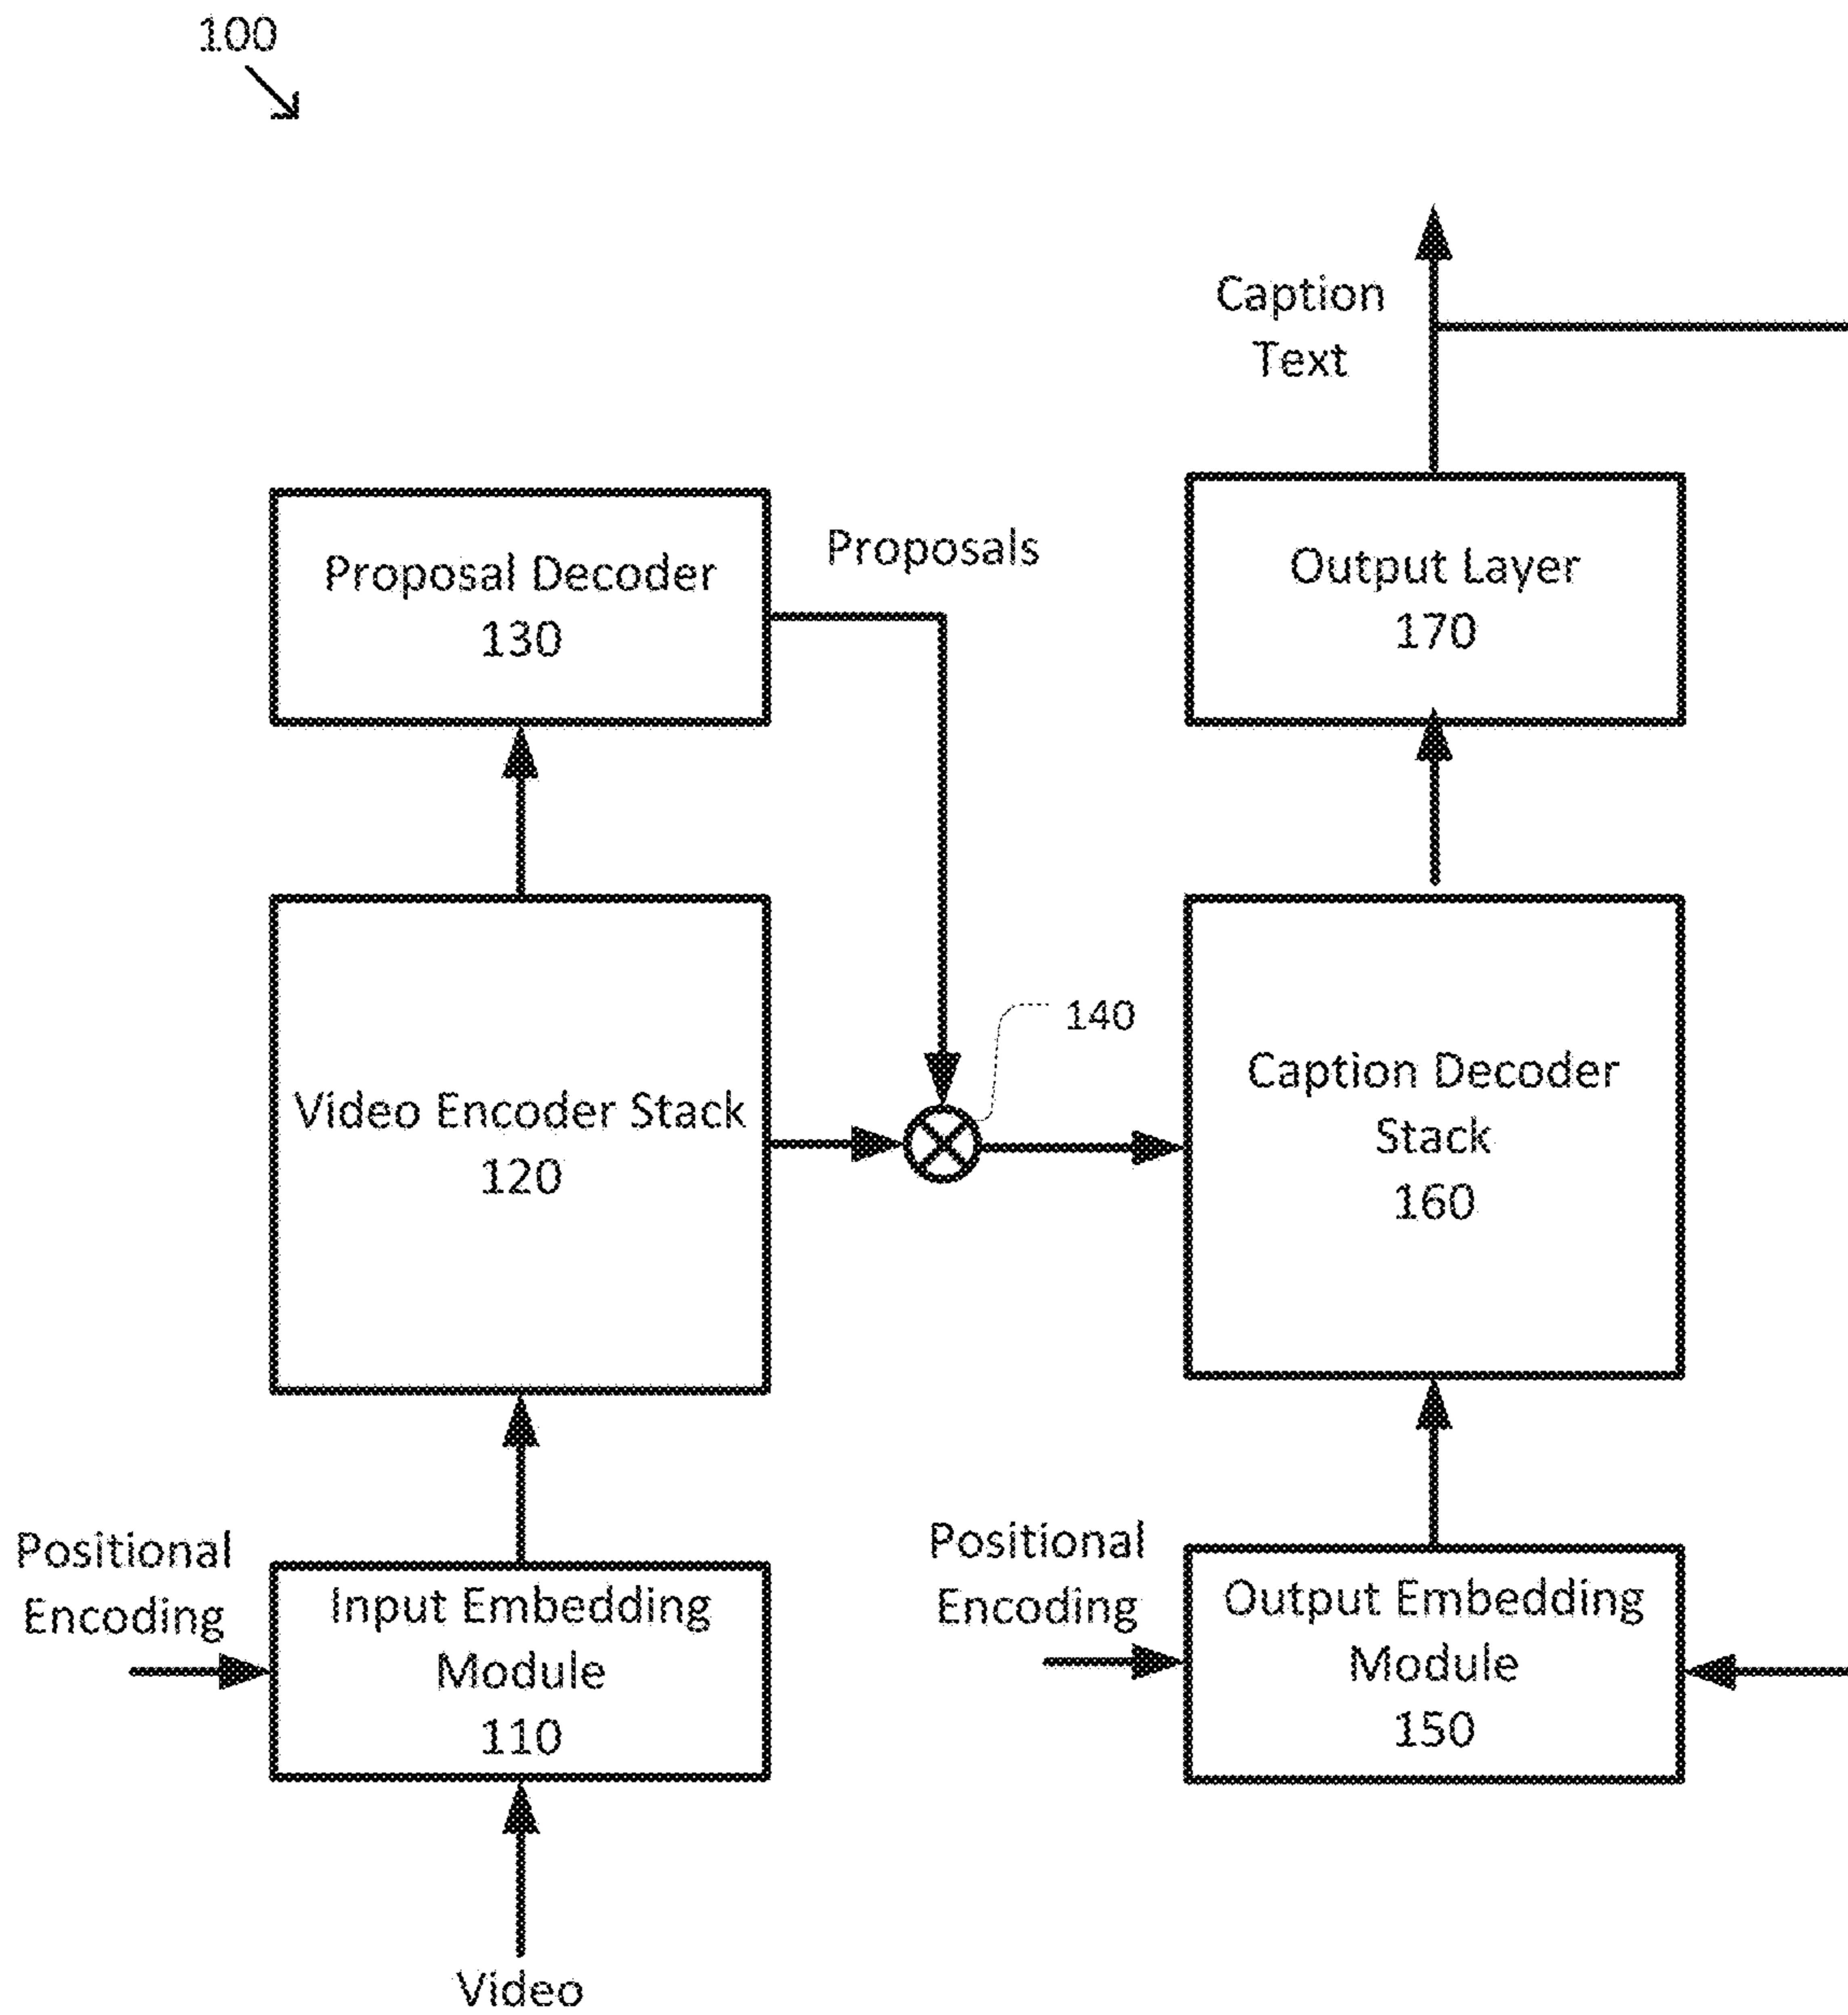 100
Caption
Text
Proposal Decoder
130
Proposals
Output Layer
170
Video Encoder Stack
120
140
Caption Decoder
Stack
160
Positional
Encoding
Input Embedding
Module
110
Positional
Encoding
Output Embedding
Module
150
Video